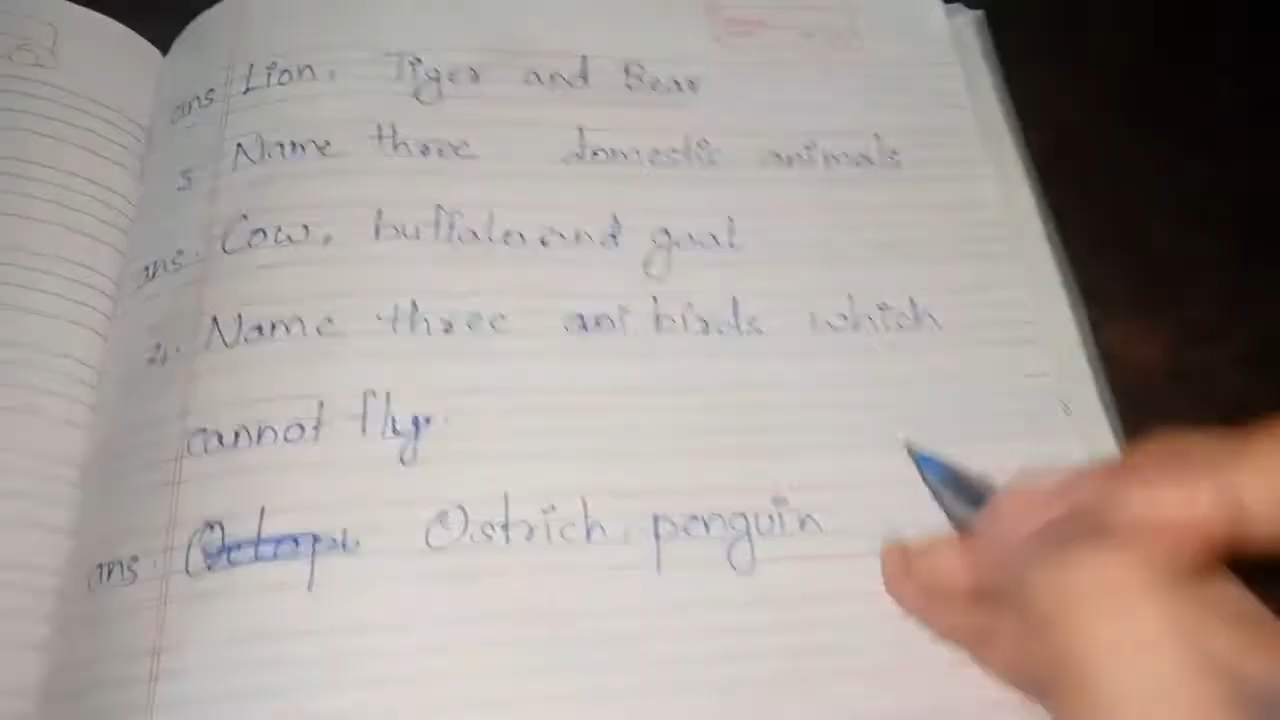 ans Lion. Tiger and Bear
3. Name three domestic animals
ans. Cow, buffalo and goat
4. Name three ani birds which
cannot fly.
ans. Ostrich, penguin